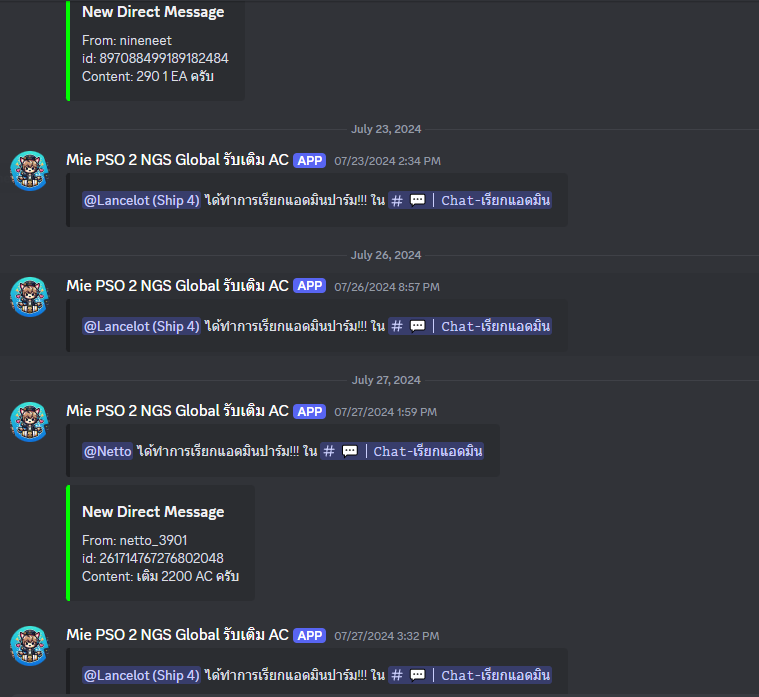 New Direct Message
From: nineneet
id: 897088499189182484
Content: 290 1 EA ครับ
July 23, 2024
Mie PSO 2 NGS Global รับเติม AC APP 07/23/2024 2:34 PM
@Lancelot (Ship 4) ได้ทำการเรียกแอดมินปาร์ม!!! ใน # 💬 | Chat-เรียกแอดมิน
July 26, 2024
Mie PSO 2 NGS Global รับเติม AC APP 07/26/2024 8:57 PM
@Lancelot (Ship 4) ได้ทำการเรียกแอดมินปาร์ม!!! ใน # 💬 | Chat-เรียกแอดมิน
July 27, 2024
Mie PSO 2 NGS Global รับเติม AC APP 07/27/2024 1:59 PM
@Netto ได้ทำการเรียกแอดมินปาร์ม!!! ใน # 💬 | Chat-เรียกแอดมิน
New Direct Message
From: netto_3901
id: 261714767276802048
Content: เติม 2200 AC ครับ
Mie PSO 2 NGS Global รับเติม AC APP 07/27/2024 3:32 PM
@Lancelot (Ship 4) ได้ทำการเรียกแอดมินปาร์ม!!! ใน # 💬 | Chat-เรียกแอดมิน